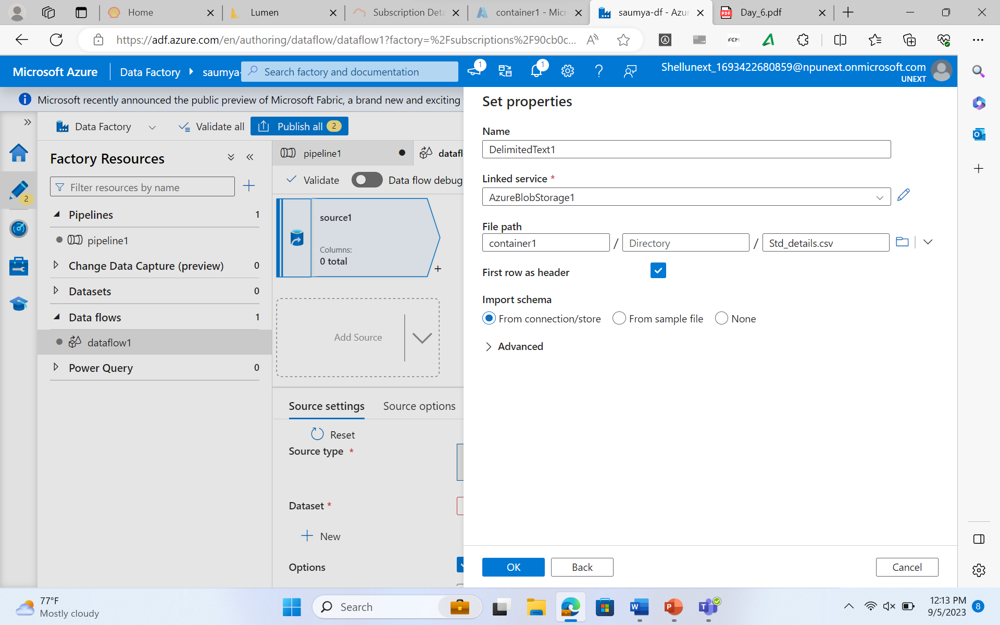 Home
Lumen
Subscription Deta
container1 - Micr
saumya-df - Azur
Day_6.pdf
https://adf.azure.com/en/authoring/dataflow/dataflow1?factory=%2Fsubscriptions%2F90cb0c...
Microsoft Azure
Data Factory
saumya-
Search factory and documentation
1
1
Shellunext_1693422680859@npunext.onmicrosoft.com
UNEXT
Microsoft recently announced the public preview of Microsoft Fabric, a brand new and exciting
Data Factory
Validate all
Publish all 2
2
Factory Resources
Filter resources by name
Pipelines 1
pipeline1
Change Data Capture (preview) 0
Datasets 0
Data flows 1
dataflow1
Power Query 0
pipeline1
datafl
Validate
Data flow debug
source1
Columns:
0 total
+
Add Source
Source settings
Source options
Reset
Source type *
Dataset *
New
Options
Set properties
Name
DelimitedText1
Linked service *
AzureBlobStorage1
File path
container1 / Directory / Std_details.csv
First row as header
Import schema
From connection/store
From sample file
None
Advanced
OK
Back
Cancel
77°F
Mostly cloudy
Search
12:13 PM
9/5/2023
8